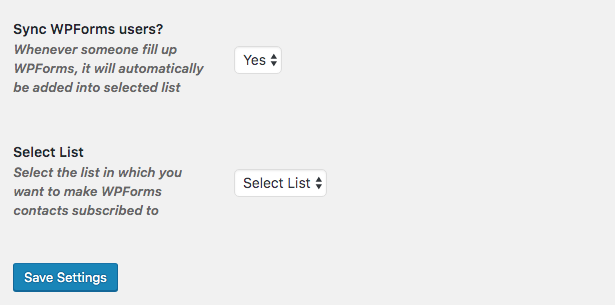 Sync WPForms users?
Whenever someone fill up
WPForms, it will automatically
be added into selected list
Yes
Select List
Select the list in which you
want to make WPForms
contacts subscribed to
Select List
Save Settings